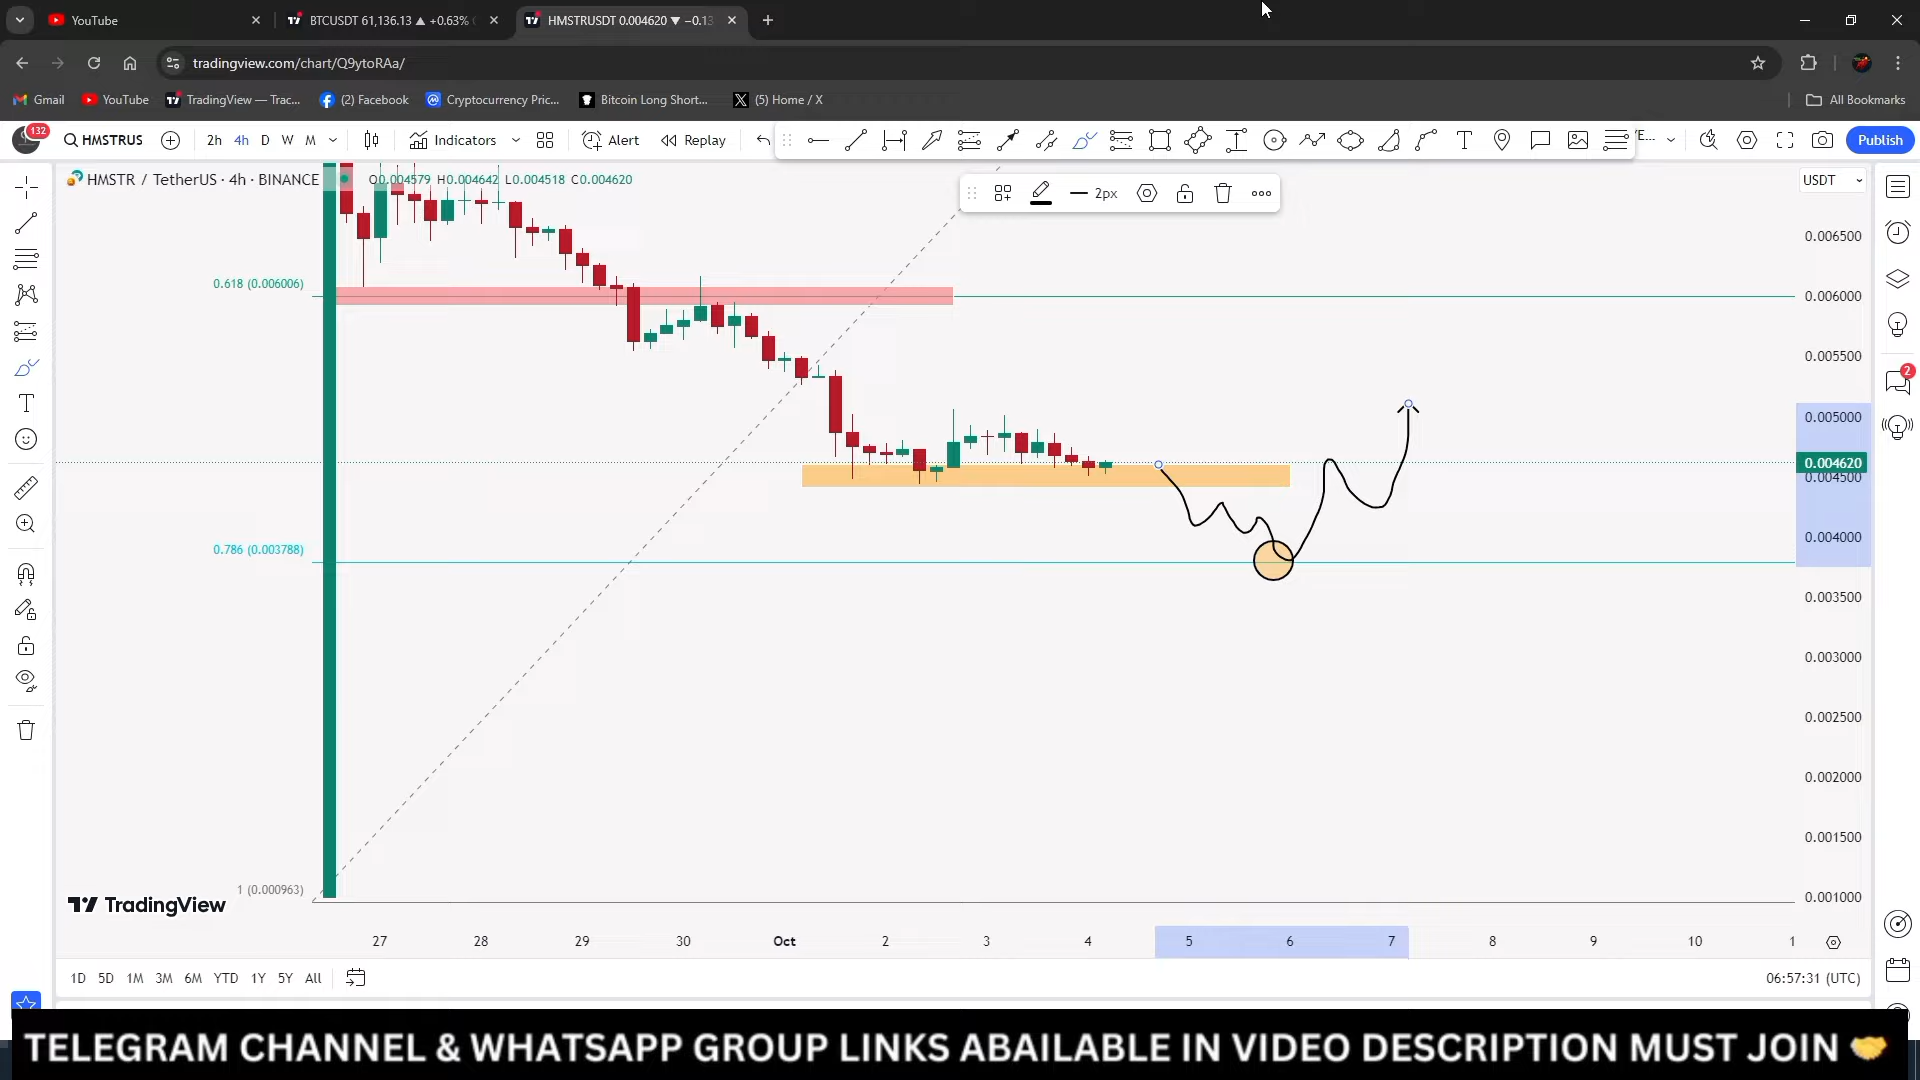 YouTube
BTCUSDT 61,136.13 ▲ +0.63%
HMSTRUSDT 0.004620 ▼ −0.13
tradingview.com/chart/Q9ytoRAa/
Gmail
YouTube
TradingView — Trac...
(2) Facebook
Cryptocurrency Pric...
Bitcoin Long Short...
(5) Home / X
All Bookmarks
132
HMSTRUS
2h
4h
D
W
M
Indicators
Alert
Replay
E...
Publish
HMSTR / TetherUS · 4h · BINANCE
O0.004579 H0.004642 L0.004518 C0.004620
2px
USDT
0.006500
0.618 (0.006006)
0.006000
0.005500
2
0.005000
0.004620
0.004500
0.786 (0.003788)
0.004000
0.003500
0.003000
0.002500
0.002000
0.001500
1 (0.000963)
0.001000
TradingView
27
28
29
30
Oct
2
3
4
5
6
7
8
9
10
1
1D
5D
1M
3M
6M
YTD
1Y
5Y
All
06:57:31 (UTC)
TELEGRAM CHANNEL & WHATSAPP GROUP LINKS ABAILABLE IN VIDEO DESCRIPTION MUST JOIN 🤝